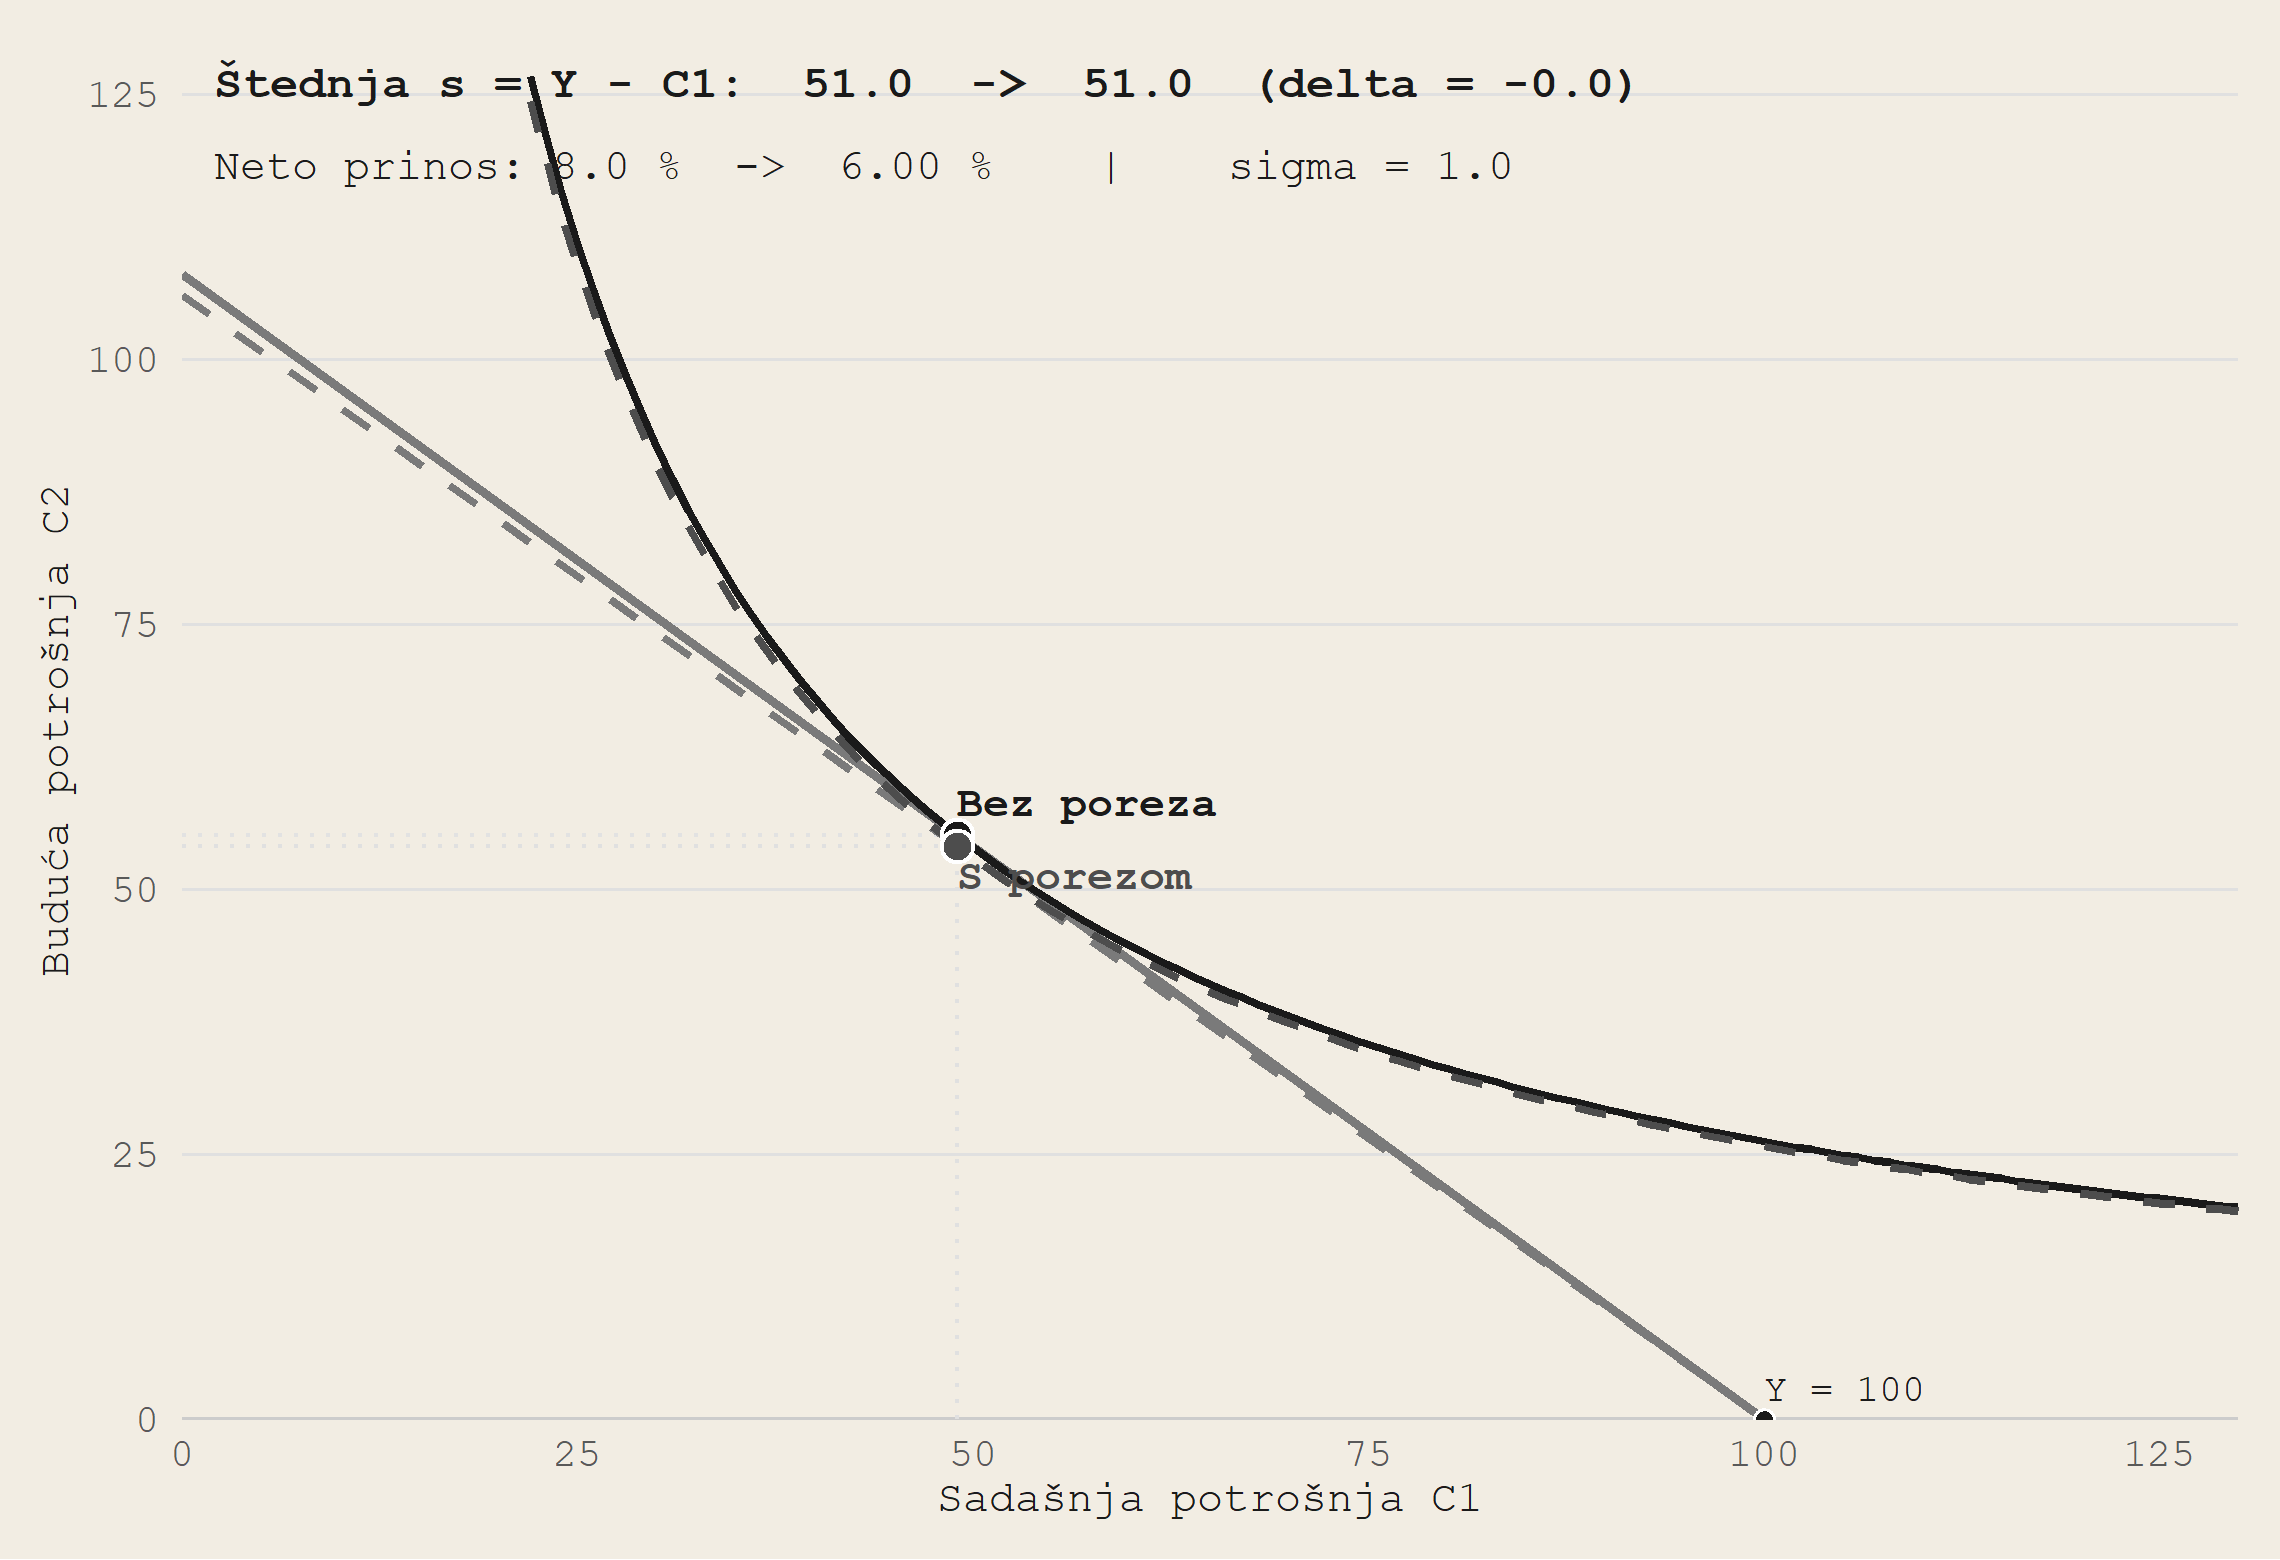 Štednja s = Y - C1:  51.0  ->  51.0  (delta = -0.0)
Neto prinos: 8.0 %  ->  6.00 %    |    sigma = 1.0
125
100
75
50
25
0
Buduća potrošnja C2
Bez poreza
S porezom
Y = 100
0 25 50 75 100 125
Sadašnja potrošnja C1